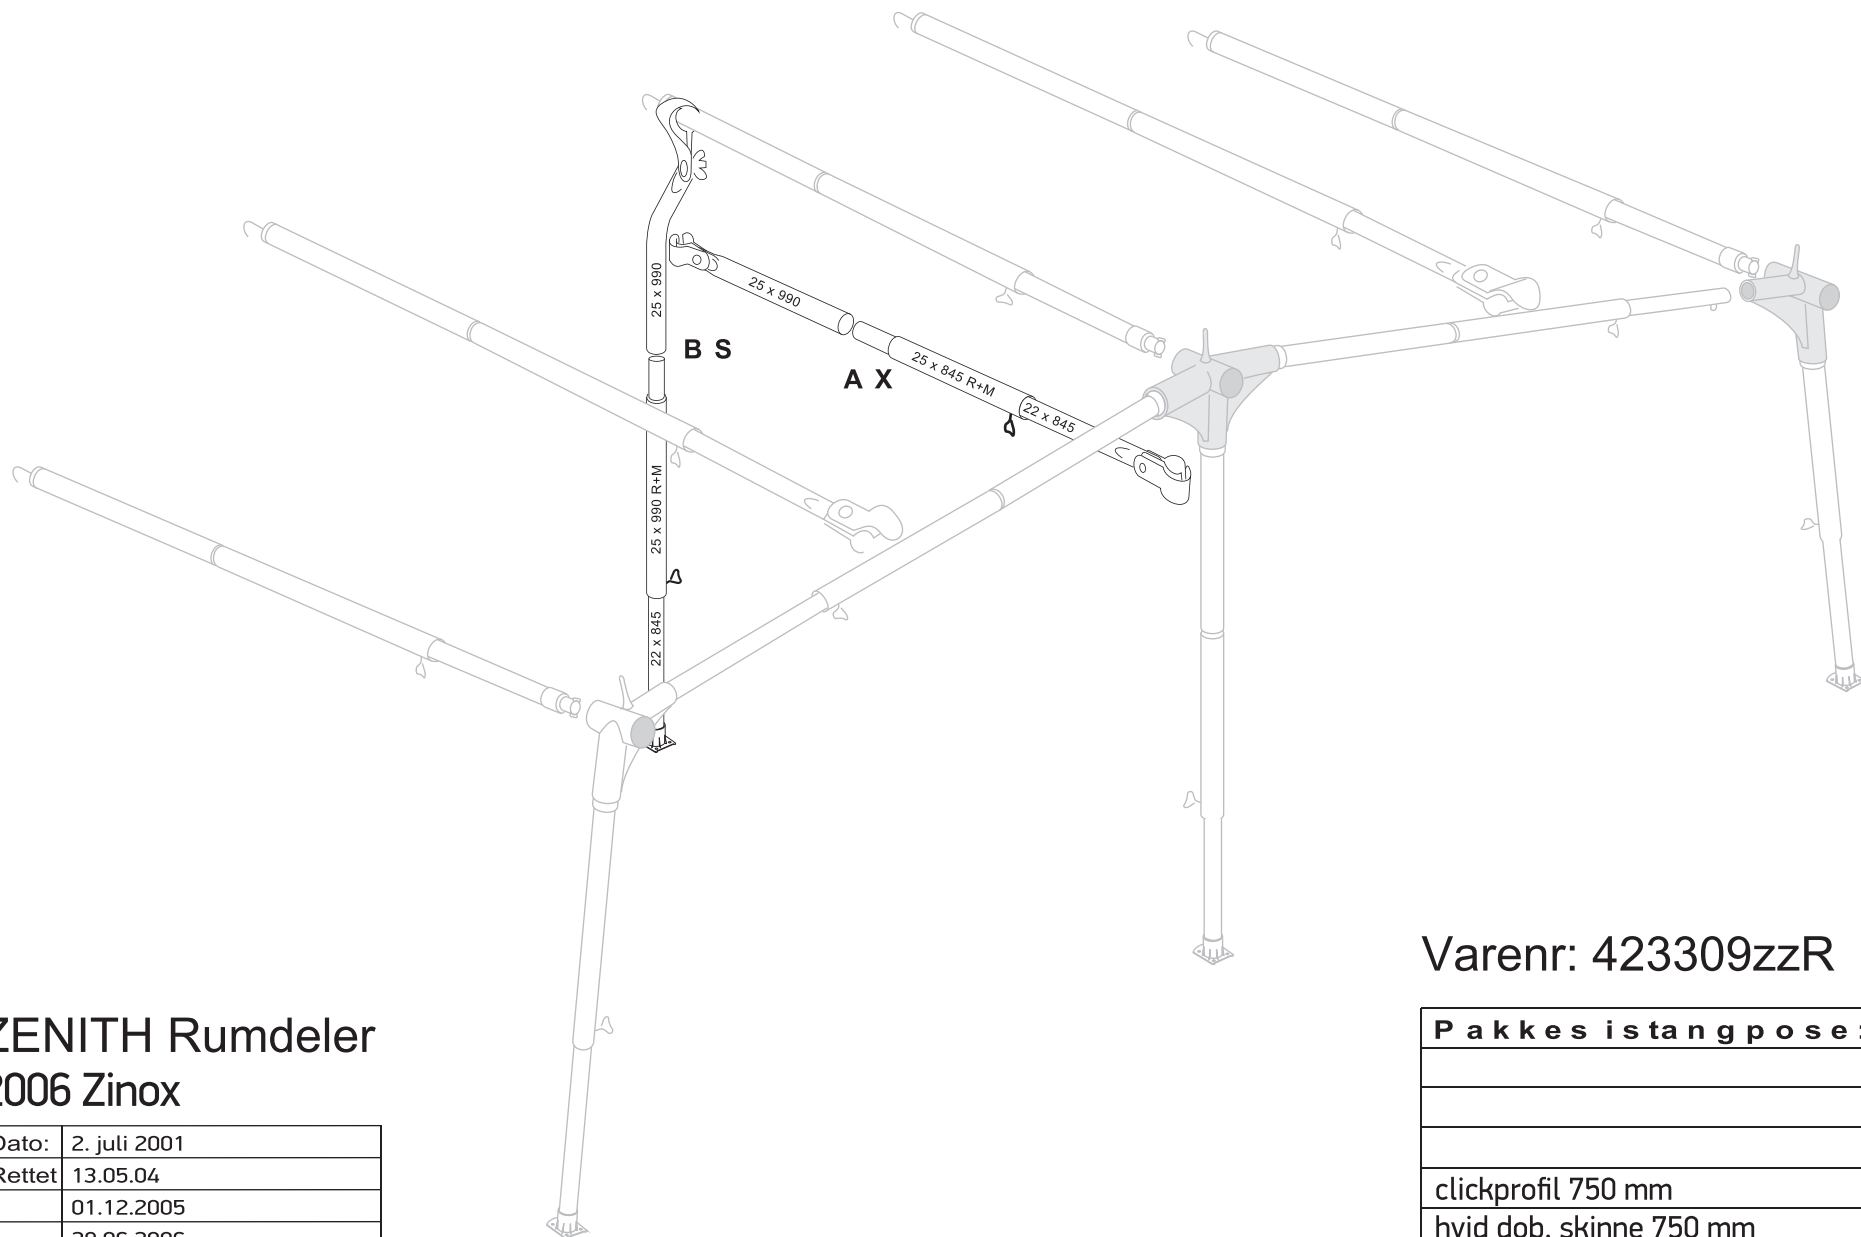 25 x 990
25 x 990
B S
A X
25 x 845 R+M
22 x 845
25 x 990 R+M
22 x 845
Varenr: 423309zzR
ZENITH Rumdeler
2006 Zinox
Pakkes istangpose:
Dato: 2. juli 2001
Rettet 13.05.04
01.12.2005
clickprofil 750 mm
hvid dob. skinne 750 mm